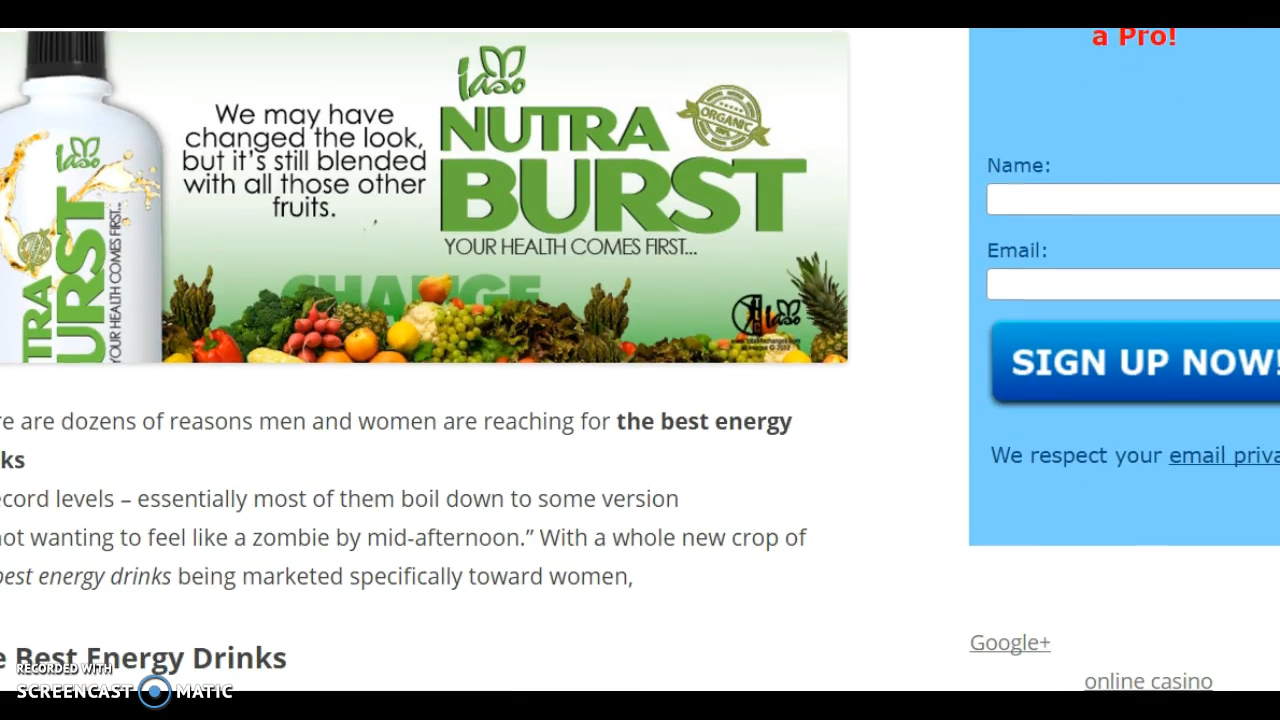 Iaso
NUTRA
BURST
YOUR HEALTH COMES FIRST...
ORGANIC
We may have
changed the look,
but it's still blended
with all those other
fruits.
CHANGE
Iaso
TRA
URST
YOUR HEALTH COMES FIRST...
Iaso
a Pro!
Name:
Email:
SIGN UP NOW!
We respect your email priva
re are dozens of reasons men and women are reaching for the best energy
ks
ecord levels – essentially most of them boil down to some version
not wanting to feel like a zombie by mid-afternoon.” With a whole new crop of
best energy drinks being marketed specifically toward women,
e Best Energy Drinks
Google+
online casino
RECORDED WITH
SCREENCAST MATIC